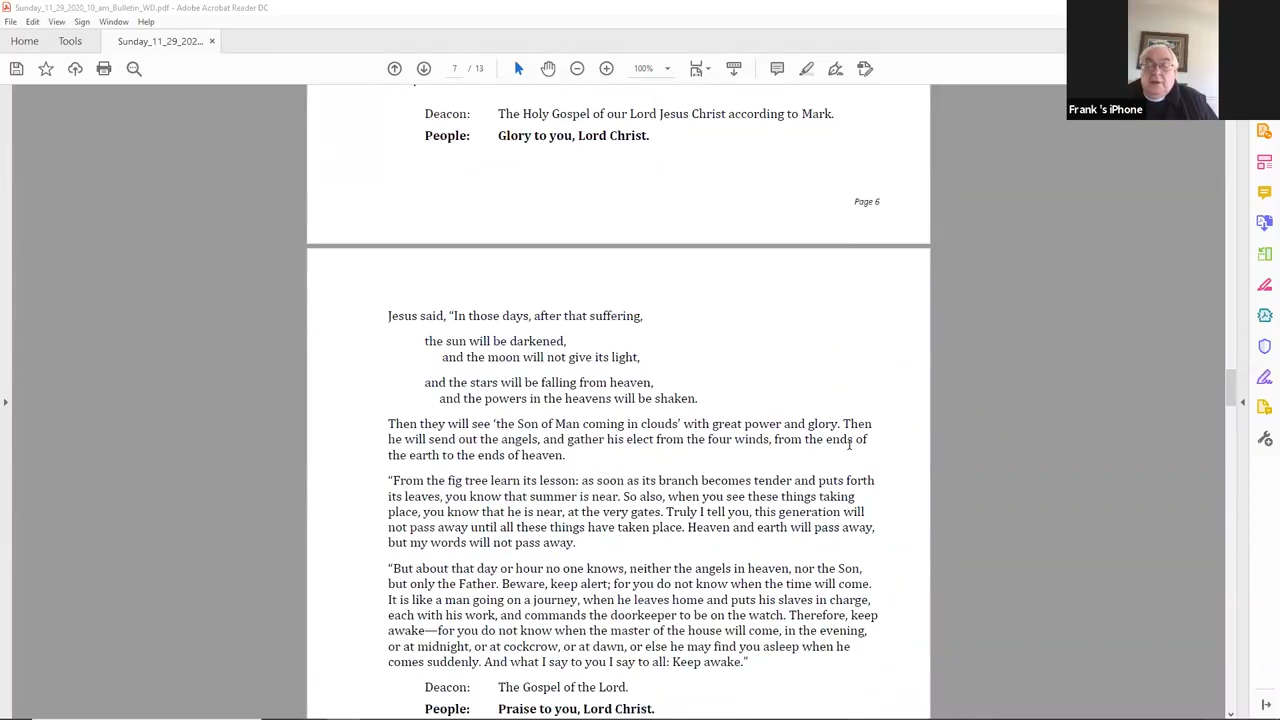 Sunday_11_29_2020_10_am_Bulletin_WD.pdf - Adobe Acrobat Reader DC
File Edit View Sign Window Help
Home Tools Sunday_11_29_202... ×
7 / 13 100%
Frank 's iPhone
Deacon: The Holy Gospel of our Lord Jesus Christ according to Mark.
People: Glory to you, Lord Christ.
Page 6
Jesus said, “In those days, after that suffering,
the sun will be darkened,
and the moon will not give its light,
and the stars will be falling from heaven,
and the powers in the heavens will be shaken.
Then they will see ‘the Son of Man coming in clouds’ with great power and glory. Then
he will send out the angels, and gather his elect from the four winds, from the ends of
the earth to the ends of heaven.
“From the fig tree learn its lesson: as soon as its branch becomes tender and puts forth
its leaves, you know that summer is near. So also, when you see these things taking
place, you know that he is near, at the very gates. Truly I tell you, this generation will
not pass away until all these things have taken place. Heaven and earth will pass away,
but my words will not pass away.
“But about that day or hour no one knows, neither the angels in heaven, nor the Son,
but only the Father. Beware, keep alert; for you do not know when the time will come.
It is like a man going on a journey, when he leaves home and puts his slaves in charge,
each with his work, and commands the doorkeeper to be on the watch. Therefore, keep
awake—for you do not know when the master of the house will come, in the evening,
or at midnight, or at cockcrow, or at dawn, or else he may find you asleep when he
comes suddenly. And what I say to you I say to all: Keep awake.”
Deacon: The Gospel of the Lord.
People: Praise to you, Lord Christ.